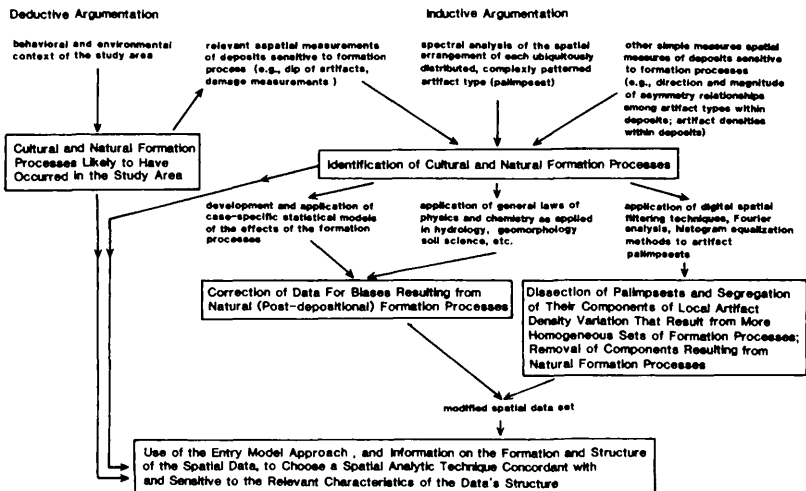 Deductive Argumentation
Inductive Argumentation
behavioral and environmental
context of the study area
relevant aspatial measurements
of deposits sensitive to formation
process (e.g., dip of artifacts,
damage measurements )
spectral analysis of the spatial
arrangement of each ubiquitously
distributed, complexly patterned
artifact type (palimpsest)
other simple measures spatial
measures of deposits sensitive
to formation processes
(e.g., direction and magnitude
of asymmetry relationships
among artifact types within
deposits; artifact densities
within deposits)
Cultural and Natural Formation
Processes Likely to Have
Occurred in the Study Area
Identification of Cultural and Natural Formation Processes
development and application of
case-specific statistical models
of the effects of the formation
processes
application of general laws of
physics and chemistry as applied
in hydrology, geomorphology
soil science, etc.
application of digital spatial
filtering techniques, Fourier
analysis, histogram equalization
methods to artifact
palimpsests
Correction of Data For Biases Resulting from
Natural (Post-depositional) Formation Processes
Dissection of Palimpsests and Segregation
of Their Components of Local Artifact
Density Variation That Result from More
Homogeneous Sets of Formation Processes;
Removal of Components Resulting from
Natural Formation Processes
modified spatial data set
Use of the Entry Model Approach , and Information on the Formation and Structure
of the Spatial Data, to Choose a Spatial Analytic Technique Concordant with
and Sensitive to the Relevant Characteristics of the Data's Structure